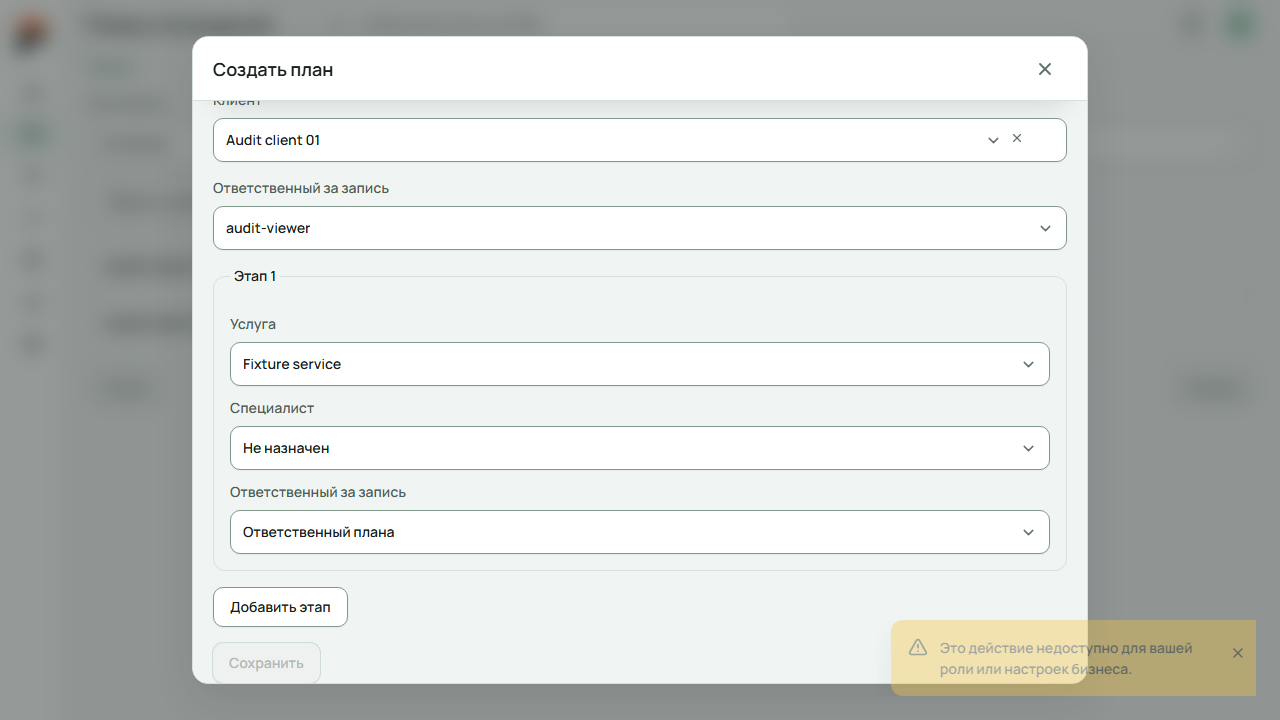 Создать план
Клиент
Audit client 01
Ответственный за запись
audit-viewer
Этап 1
Услуга
Fixture service
Специалист
Не назначен
Ответственный за запись
Ответственный плана
Добавить этап
Сохранить
Это действие недоступно для вашей
роли или настроек бизнеса.